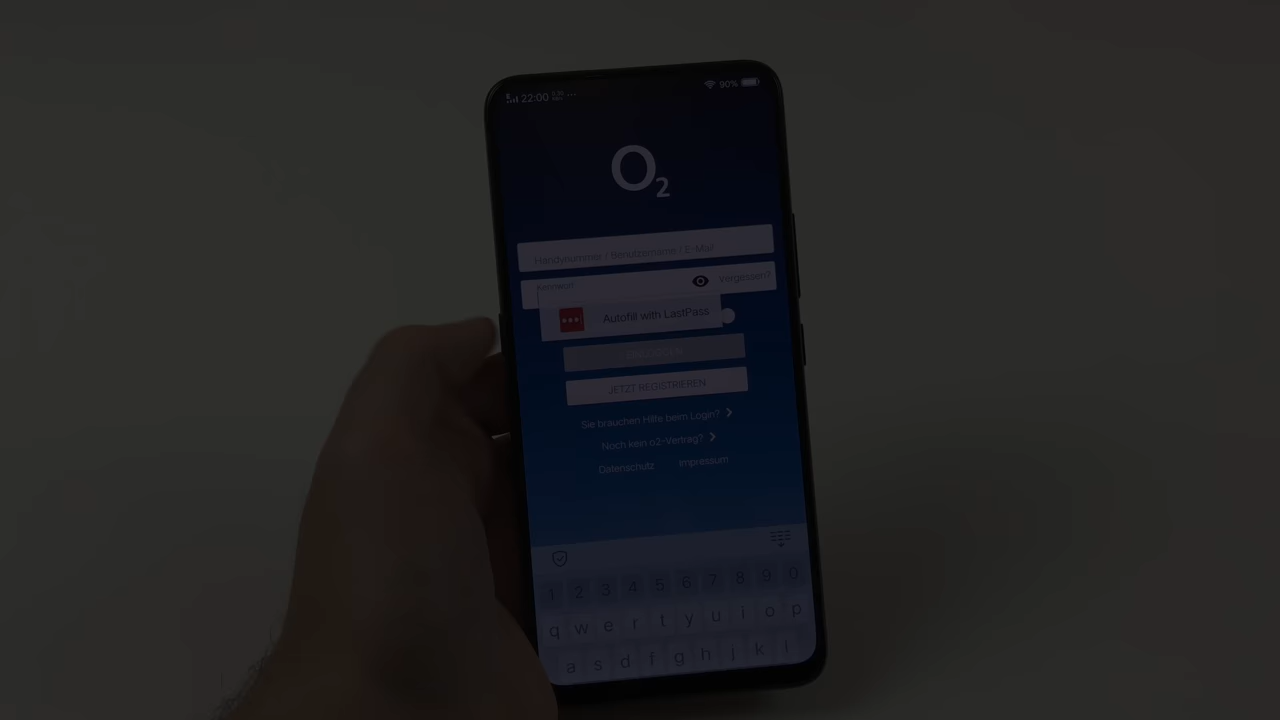 22:00
90%
O2
Handynummer / Benutzername / E-Mail
Kennwort
Vergessen?
Autofill with LastPass
JETZT REGISTRIEREN
Sie brauchen Hilfe beim Login?
Noch kein o2-Vertrag?
Datenschutz Impressum
1 2 3 4 5 6 7 8 9 0
q w e r t y u i o p
a s d f g h j k l